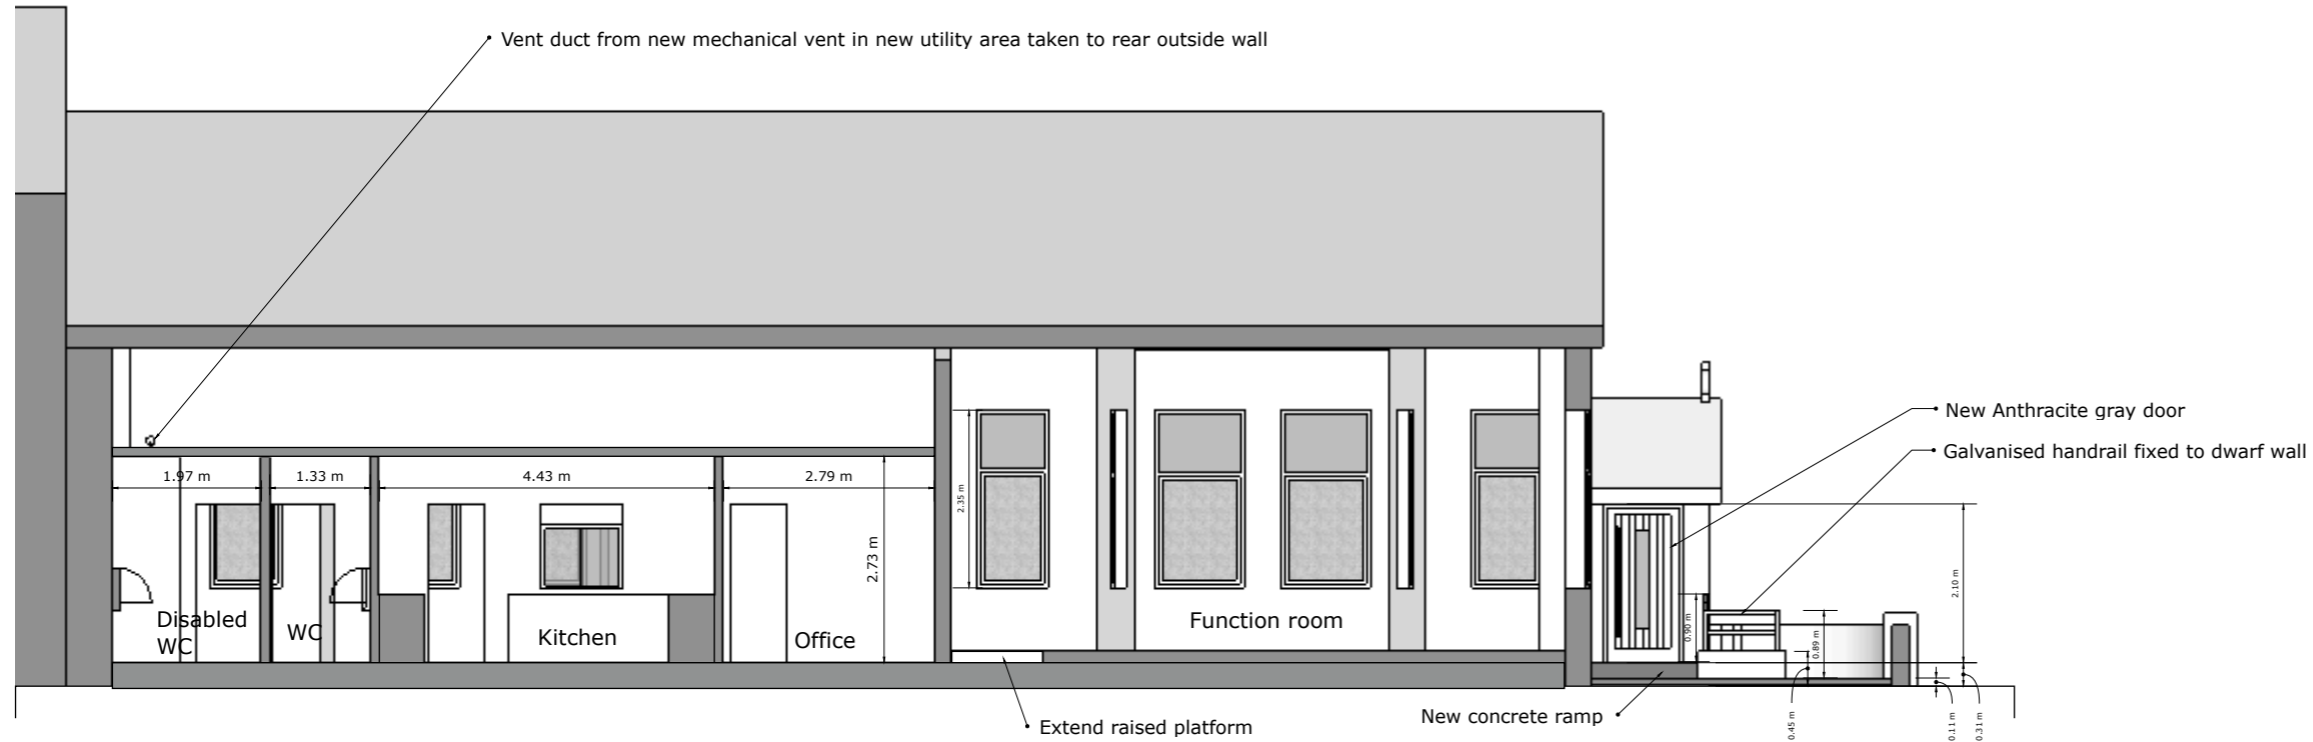 Vent duct from new mechanical vent in new utility area taken to rear outside wall
New Anthracite gray door
Galvanised handrail fixed to dwarf wall
1.97 m
1.33 m
4.43 m
2.79 m
2.35 m
2.73 m
2.10 m
0.90 m
0.89 m
Disabled
WC
WC
Kitchen
Office
Function room
Extend raised platform
New concrete ramp
0.45 m
0.11 m
0.31 m